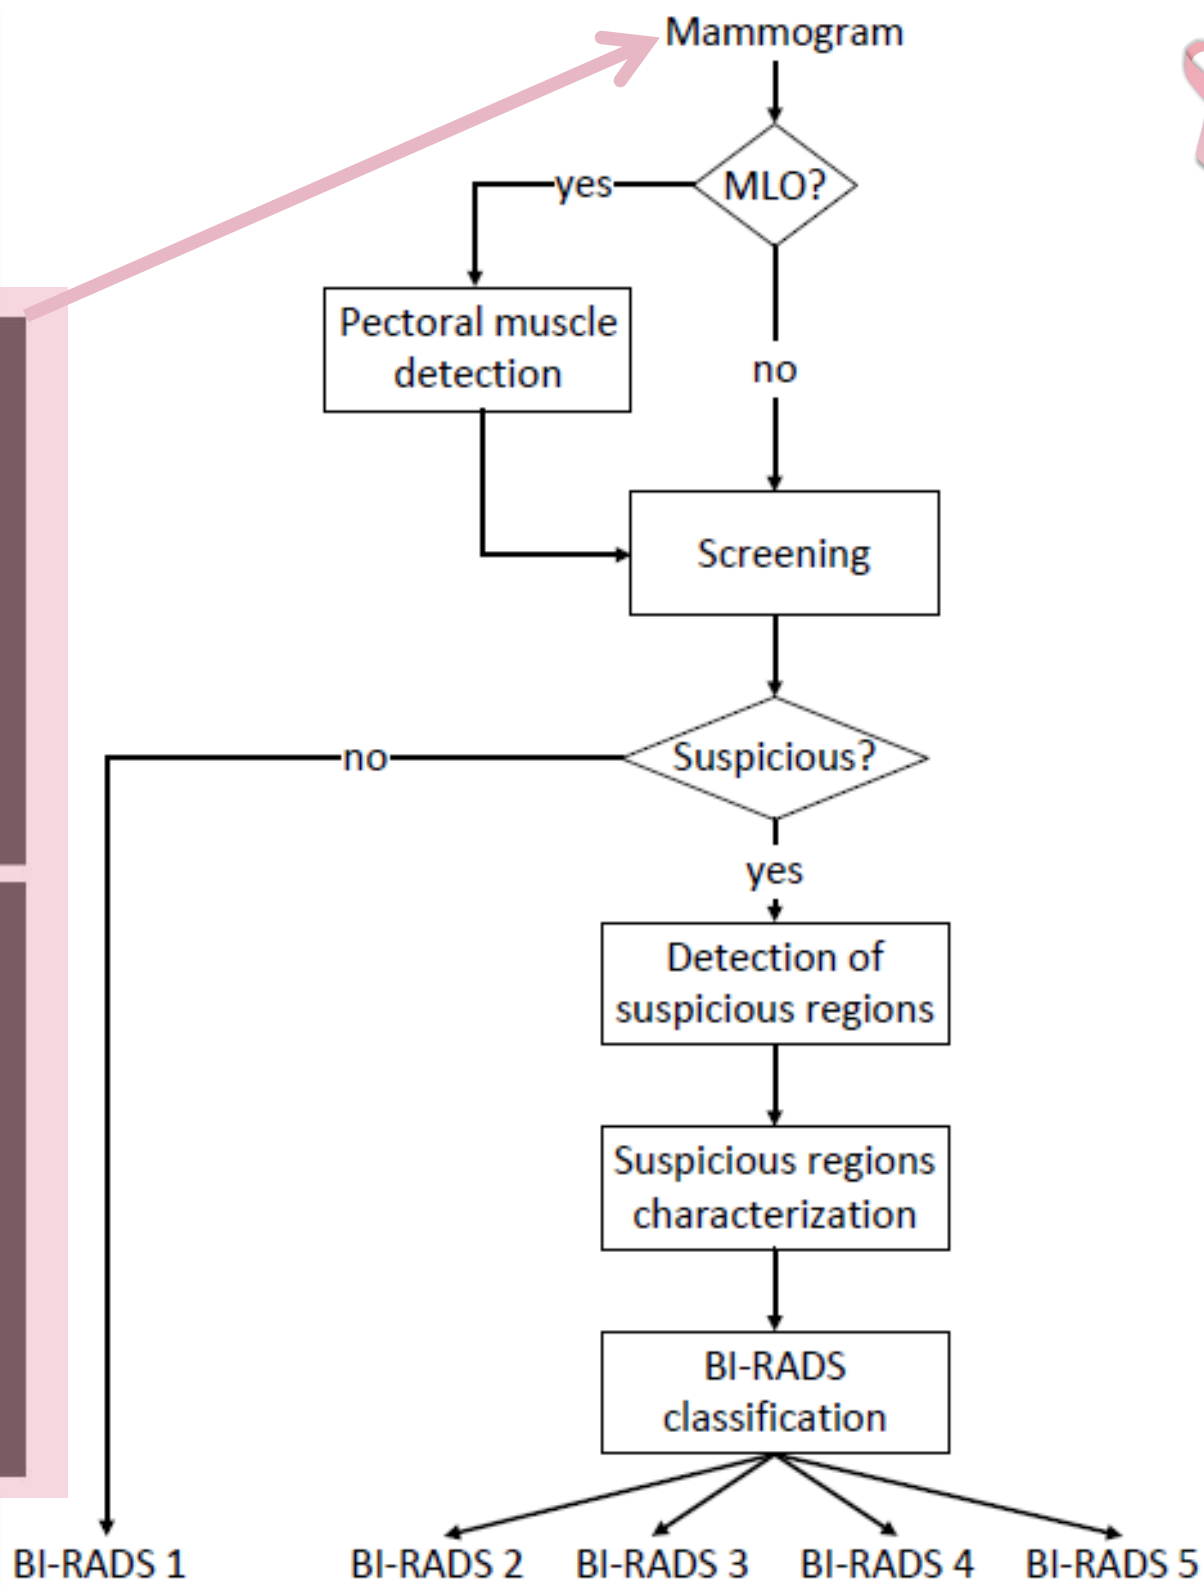 Mammogram
MLO?
yes
Pectoral muscle
detection
no
Screening
Suspicious?
no
yes
Detection of
suspicious regions
Suspicious regions
characterization
BI-RADS
classification
BI-RADS 1
BI-RADS 2
BI-RADS 3
BI-RADS 4
BI-RADS 5